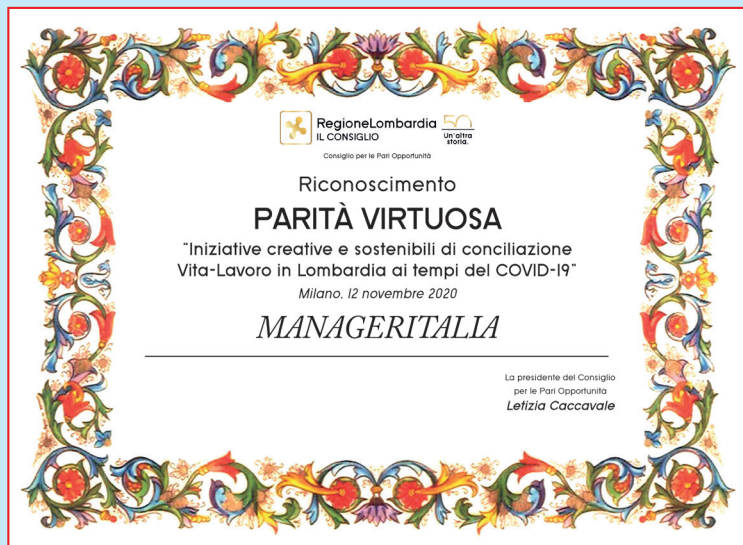 RegioneLombardia
IL CONSIGLIO
50
Un'altra
storia.
Consiglio per le Pari Opportunità
Riconoscimento
PARITÀ VIRTUOSA
"Iniziative creative e sostenibili di conciliazione
Vita-Lavoro in Lombardia ai tempi del COVID-19"
Milano, 12 novembre 2020
MANAGERITALIA
La presidente del Consiglio
per le Pari Opportunità
Letizia Caccavale